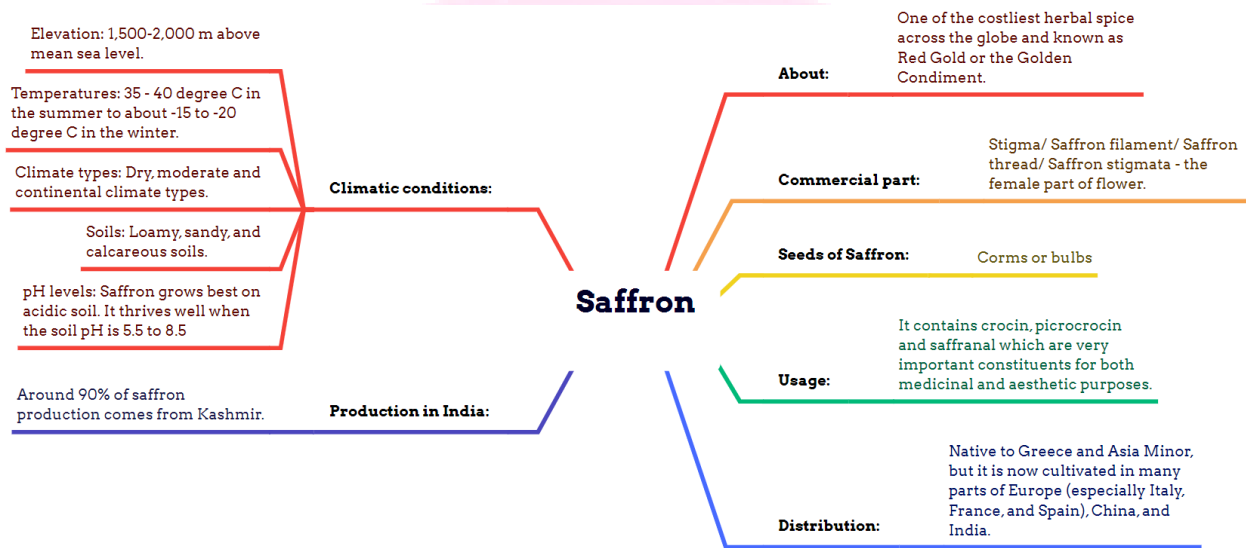 Saffron
About:
One of the costliest herbal spice
across the globe and known as
Red Gold or the Golden
Condiment.
Commercial part:
Stigma/ Saffron filament/ Saffron
thread/ Saffron stigmata - the
female part of flower.
Seeds of Saffron:
Corms or bulbs
Usage:
It contains crocin, picrocrocin
and saffranal which are very
important constituents for both
medicinal and aesthetic purposes.
Distribution:
Native to Greece and Asia Minor,
but it is now cultivated in many
parts of Europe (especially Italy,
France, and Spain), China, and
India.
Climatic conditions:
Elevation: 1,500-2,000 m above
mean sea level.
Temperatures: 35 - 40 degree C in
the summer to about -15 to -20
degree C in the winter.
Climate types: Dry, moderate and
continental climate types.
Soils: Loamy, sandy, and
calcareous soils.
pH levels: Saffron grows best on
acidic soil. It thrives well when
the soil pH is 5.5 to 8.5
Production in India:
Around 90% of saffron
production comes from Kashmir.